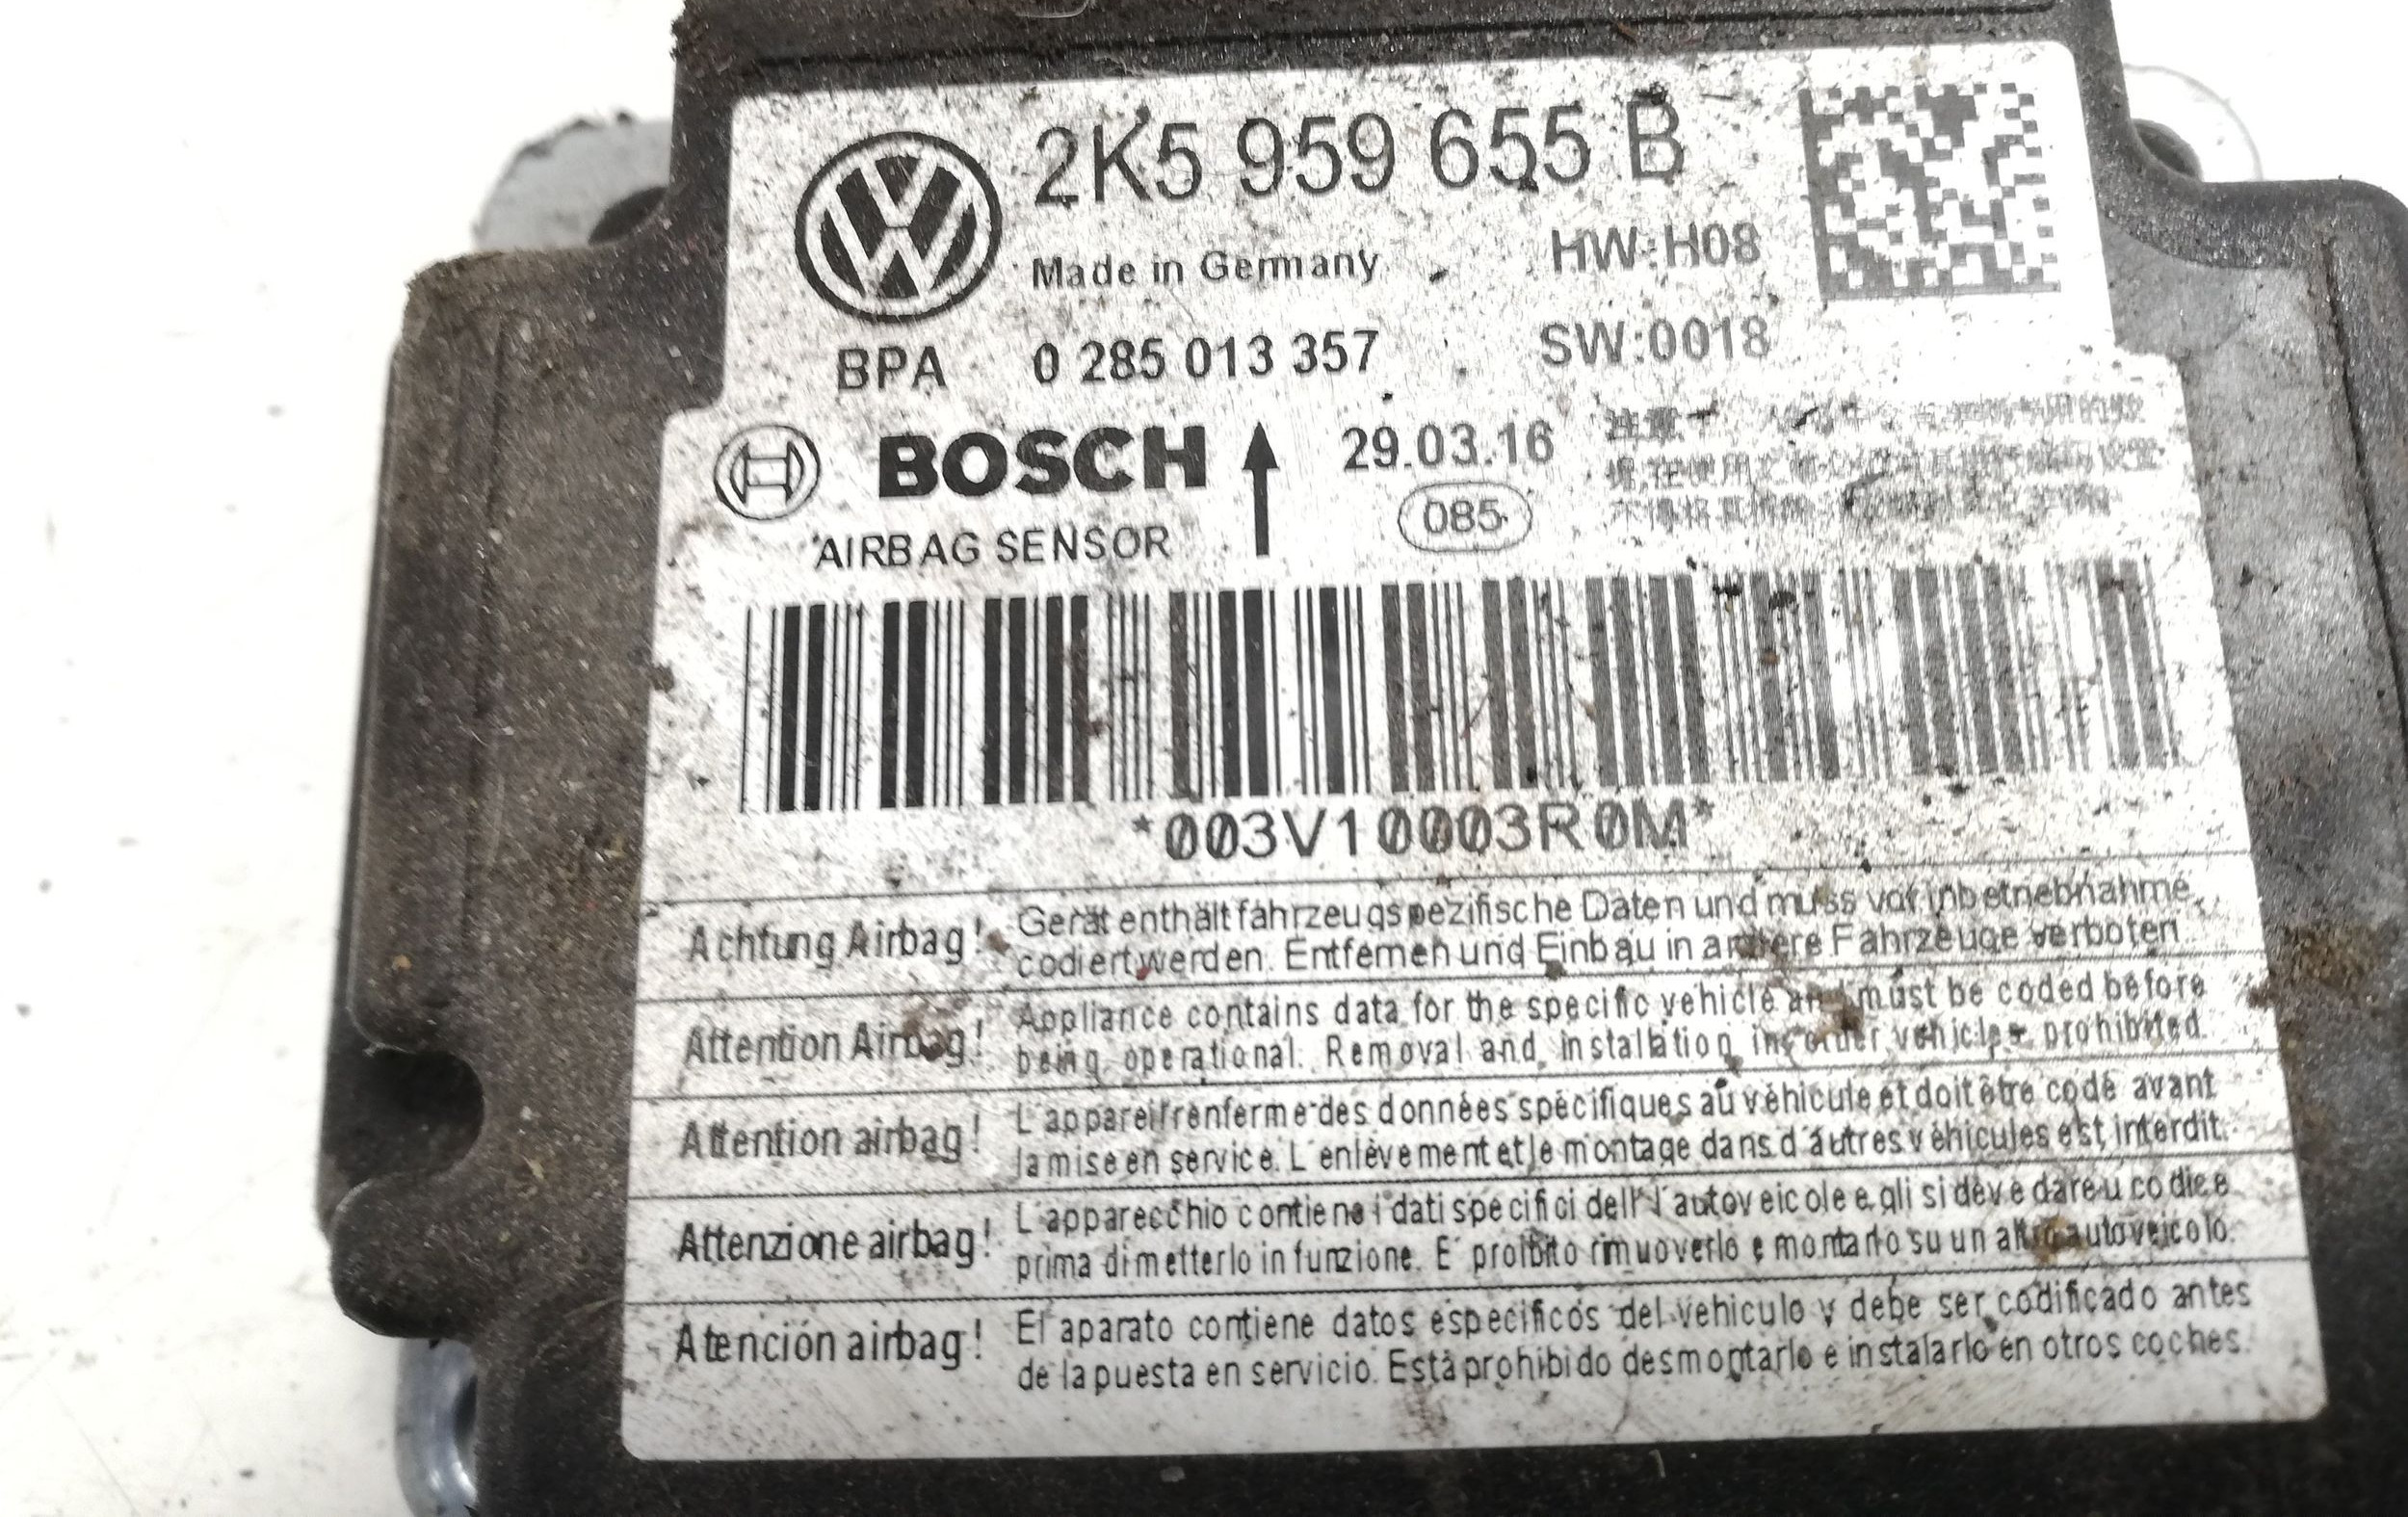 2K5 959 655 B
Made in Germany
HW:H08
BPA 0 285 013 357
SW:0018
BOSCH
29.03.16
085
AIRBAG SENSOR
注意
*003V10003R0M*
Achtung Airbag! Gerät enthält fahrzeugspezifische Daten und muss vor inbetriebnahme
codiert werden. Entfernen und Einbau in andere Fahrzeuge verboten.
Attention Airbag! Appliance contains data for the specific vehicle and must be coded before
being operational. Removal and installation in other vehicles prohibited.
Attention airbag! L'appareil renferme des données spécifiques au véhicule et doit être codé avant
la mise en service. L'enlèvement et le montage dans d'autres véhicules est interdit.
Attenzione airbag! L'apparecchio contiene i dati specifici dell'l'autoveicolo e gli si deve dare u codice
prima di metterlo in funzione. E' proibito rimuoverlo e montarlo su un altro autoveicolo.
Atención airbag! El aparato contiene datos especificos del vehiculo y debe ser codificado antes
de la puesta en servicio. Está prohibido desmontarlo e instalarlo en otros coches.